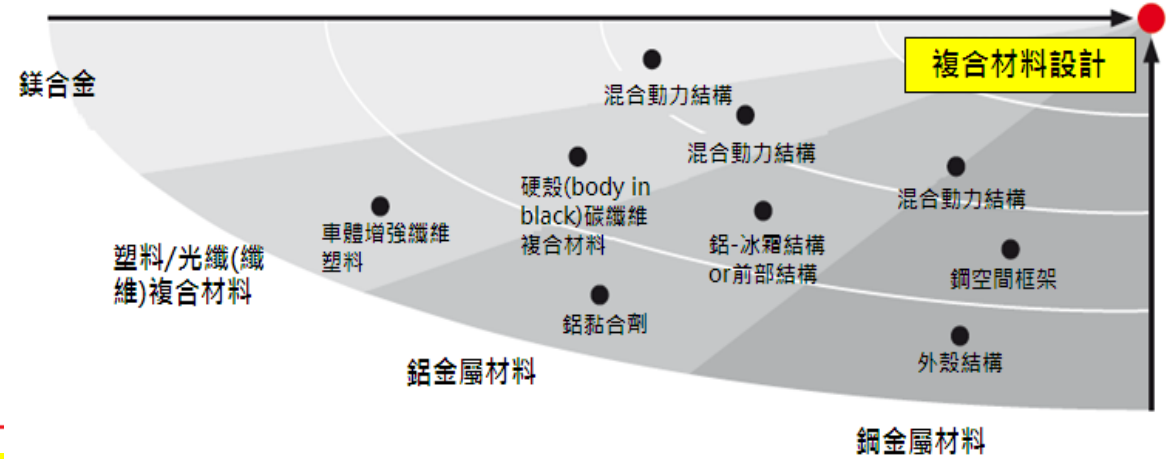 複合材料設計
鎂合金
混合動力結構
混合動力結構
硬殼(body in
black)碳纖維
複合材料
混合動力結構
車體增強纖維
塑料
鋁-冰霜結構
or前部結構
塑料/光纖(纖
維)複合材料
鋼空間框架
鋁黏合劑
外殼結構
鋁金屬材料
鋼金屬材料